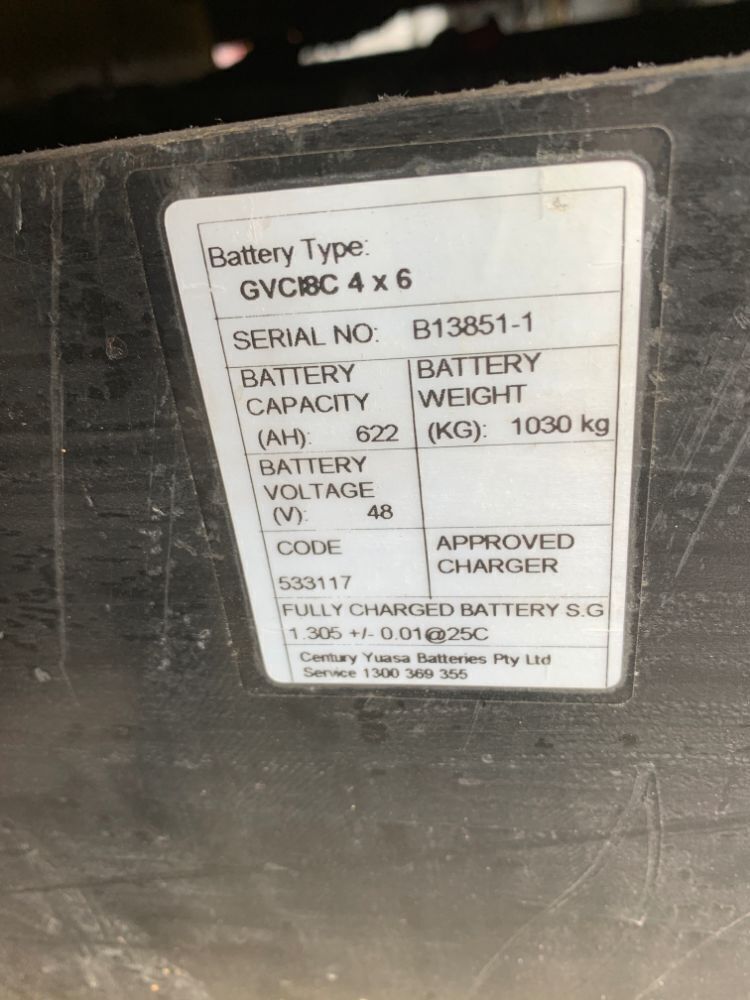 Battery Type:
GVCI8C 4 x 6
SERIAL NO: B13851-1
BATTERY CAPACITY (AH): 622
BATTERY WEIGHT (KG): 1030 kg
BATTERY VOLTAGE (V): 48
CODE 533117
APPROVED CHARGER
FULLY CHARGED BATTERY S.G
1.305 +/- 0.01@25C
Century Yuasa Batteries Pty Ltd
Service 1300 369 355